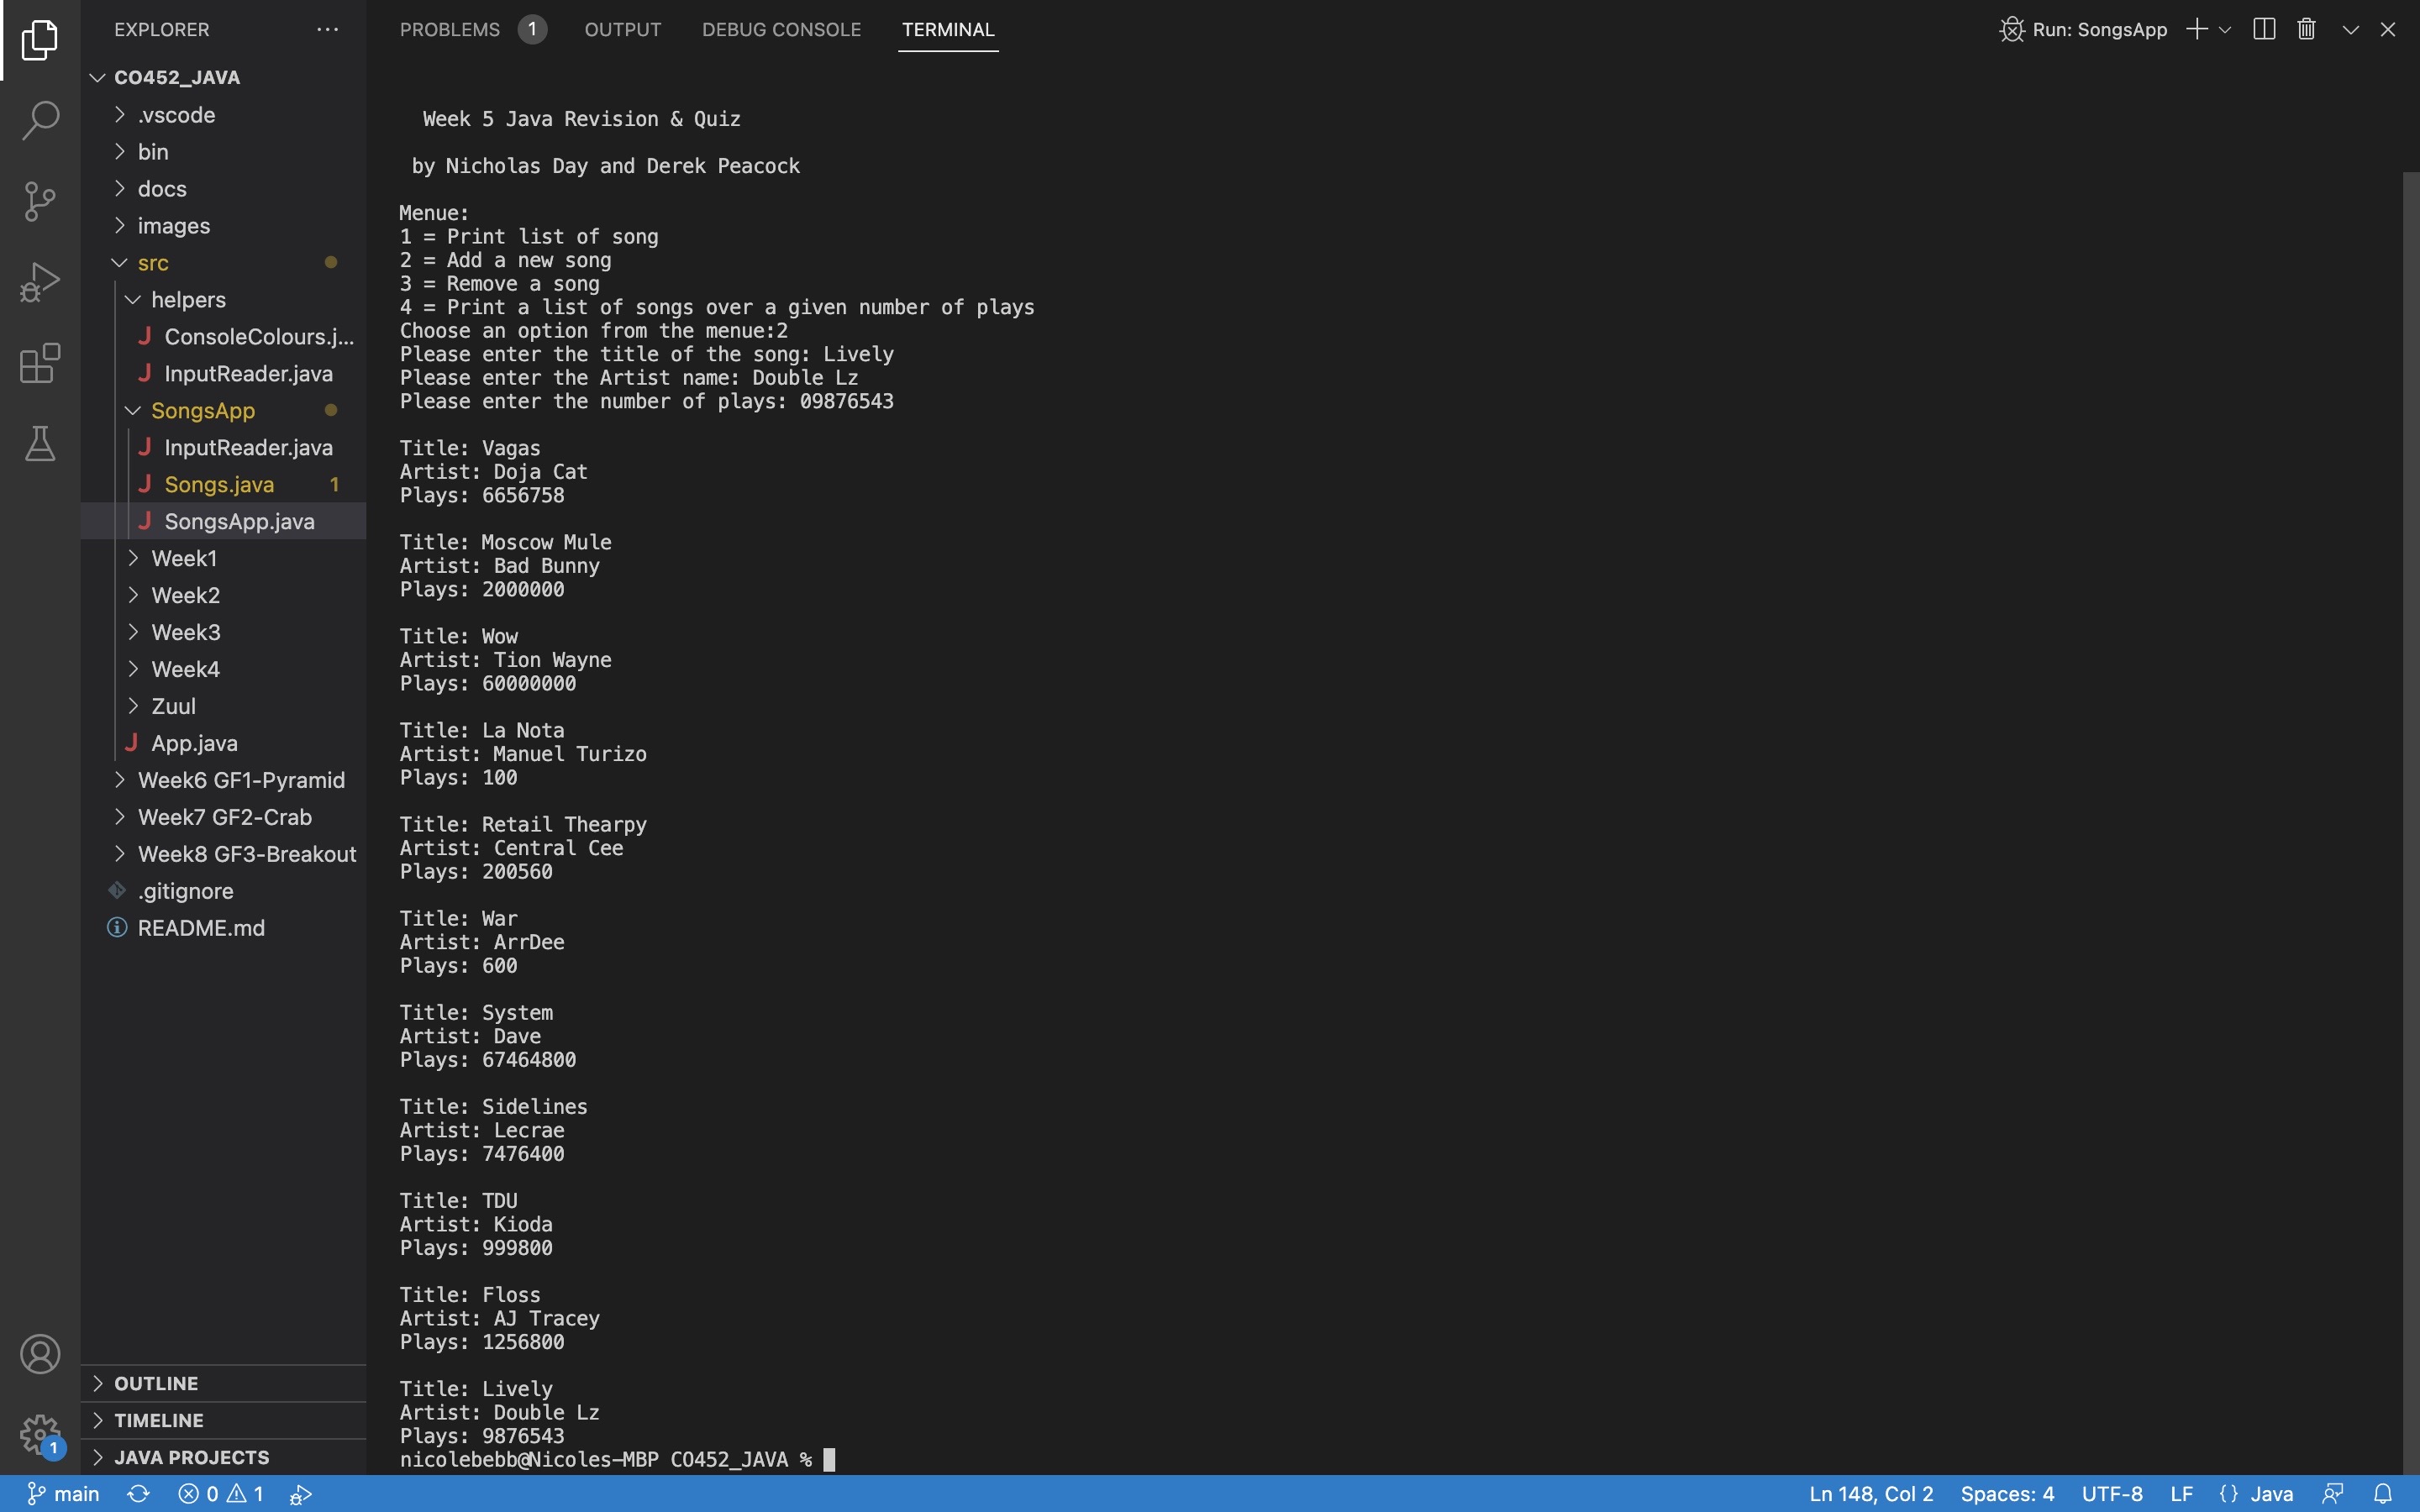 EXPLORER
CO452_JAVA
.vscode
bin
docs
images
src
helpers
ConsoleColours.j...
InputReader.java
SongsApp
InputReader.java
Songs.java 1
SongsApp.java
Week1
Week2
Week3
Week4
Zuul
App.java
Week6 GF1-Pyramid
Week7 GF2-Crab
Week8 GF3-Breakout
.gitignore
README.md
OUTLINE
TIMELINE
JAVA PROJECTS
1
PROBLEMS 1 OUTPUT DEBUG CONSOLE TERMINAL
Run: SongsApp
Week 5 Java Revision & Quiz
by Nicholas Day and Derek Peacock
Menue:
1 = Print list of song
2 = Add a new song
3 = Remove a song
4 = Print a list of songs over a given number of plays
Choose an option from the menue:2
Please enter the title of the song: Lively
Please enter the Artist name: Double Lz
Please enter the number of plays: 09876543
Title: Vagas
Artist: Doja Cat
Plays: 6656758
Title: Moscow Mule
Artist: Bad Bunny
Plays: 2000000
Title: Wow
Artist: Tion Wayne
Plays: 60000000
Title: La Nota
Artist: Manuel Turizo
Plays: 100
Title: Retail Thearpy
Artist: Central Cee
Plays: 200560
Title: War
Artist: ArrDee
Plays: 600
Title: System
Artist: Dave
Plays: 67464800
Title: Sidelines
Artist: Lecrae
Plays: 7476400
Title: TDU
Artist: Kioda
Plays: 999800
Title: Floss
Artist: AJ Tracey
Plays: 1256800
Title: Lively
Artist: Double Lz
Plays: 9876543
nicolebebb@Nicoles-MBP CO452_JAVA %
main 0 1 Ln 148, Col 2 Spaces: 4 UTF-8 LF {} Java